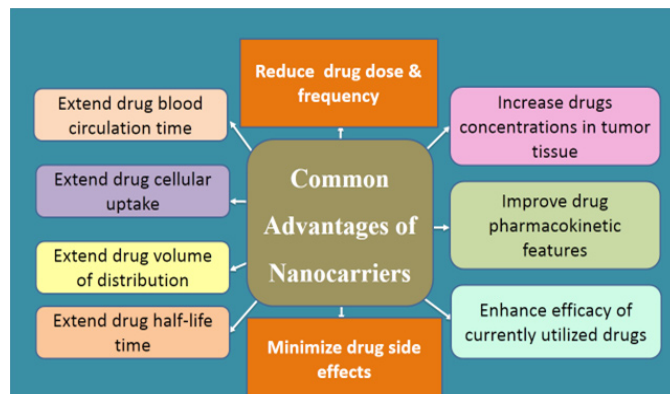 Reduce drug dose &
frequency
Extend drug blood
circulation time
Extend drug cellular
uptake
Extend drug volume
of distribution
Extend drug half-life
time
Common
Advantages of
Nanocarriers
Increase drugs
concentrations in tumor
tissue
Improve drug
pharmacokinetic
features
Enhance efficacy of
currently utilized drugs
Minimize drug side
effects